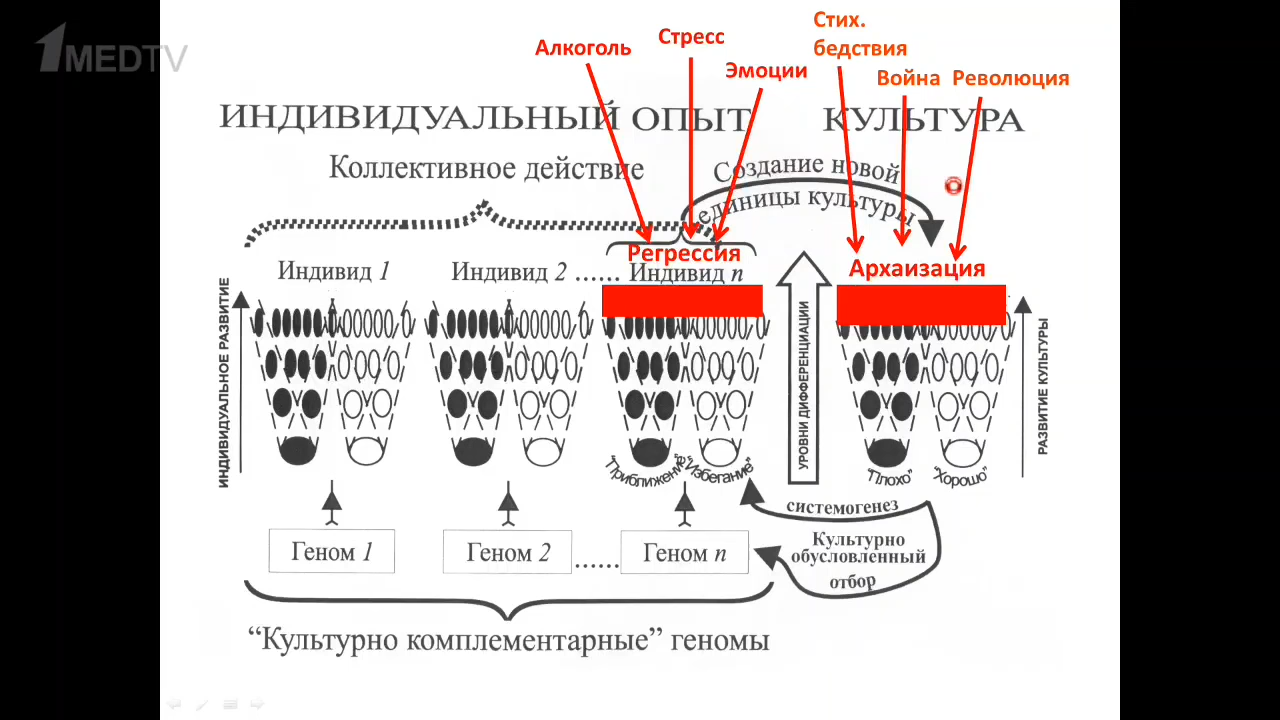 1MEDTV
Алкоголь
Стресс
Эмоции
Стих.
бедствия
Война Революция
ИНДИВИДУАЛЬНЫЙ ОПЫТ
КУЛЬТУРА
Коллективное действие
Создание новой
единицы культуры
Регрессия
Архаизация
Индивид 1
Индивид 2 ......
Индивид n
ИНДИВИДУАЛЬНОЕ РАЗВИТИЕ
УРОВНИ ДИФФЕРЕНЦИАЦИИ
РАЗВИТИЕ КУЛЬТУРЫ
“Приближение”
“Избегание”
“Плохо”
“Хорошо”
системогенез
Культурно
обусловленный
отбор
Геном 1
Геном 2 ......
Геном n
“Культурно комплементарные” геномы